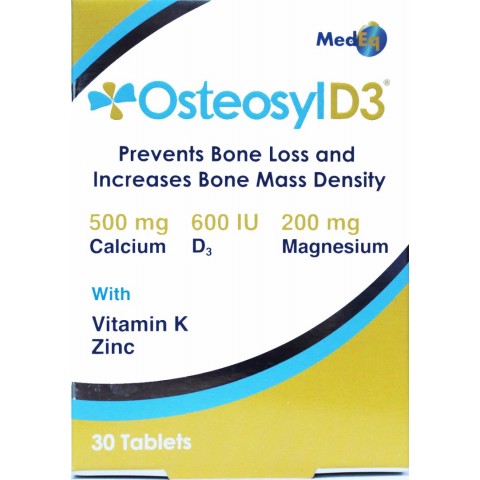 MedEq
OsteosylD3®
Prevents Bone Loss and
Increases Bone Mass Density
500 mg 600 IU 200 mg
Calcium D₃ Magnesium
With
Vitamin K
Zinc
30 Tablets